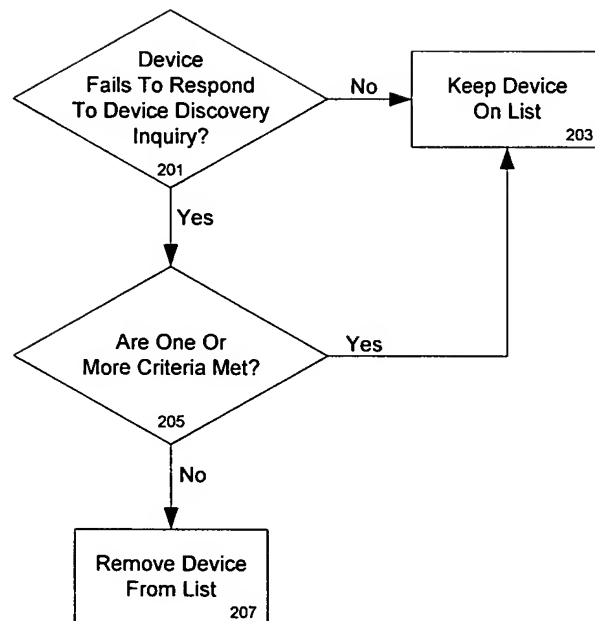 Device
Fails To Respond
To Device Discovery
Inquiry?
201
No
Keep Device
On List
203
Yes
Are One Or
More Criteria Met?
205
Yes
No
Remove Device
From List
207